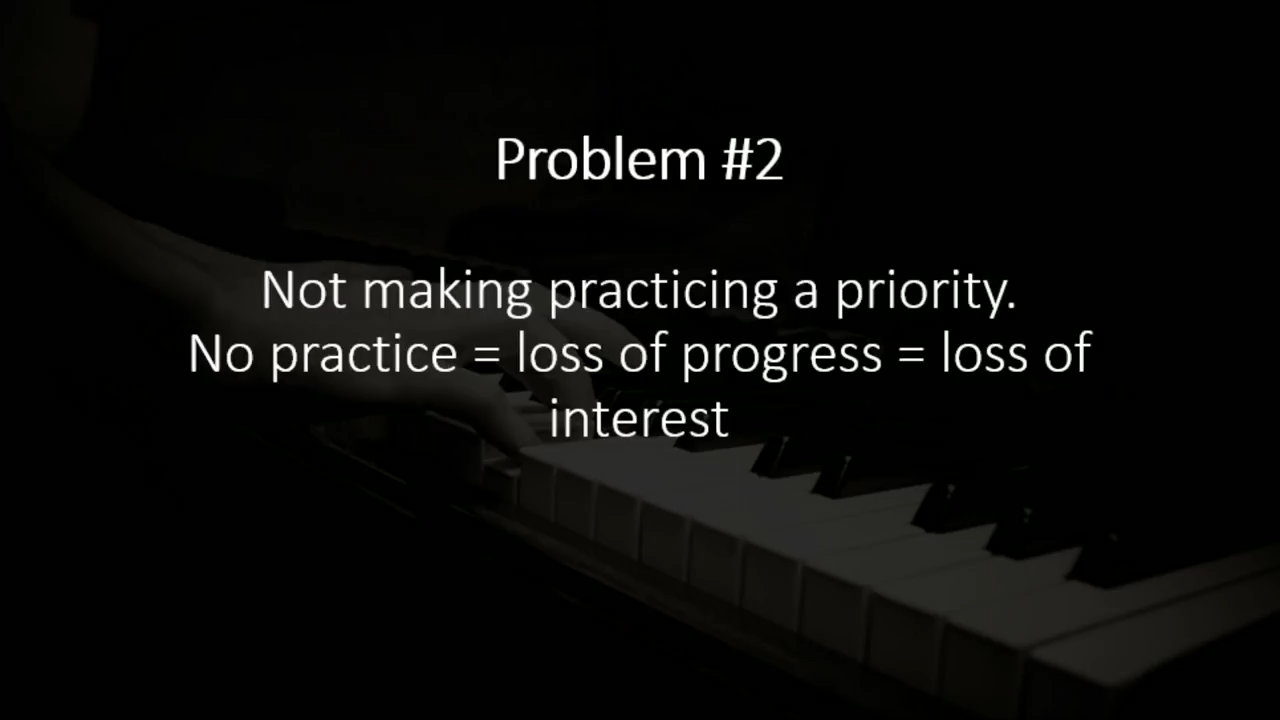 Problem #2
Not making practicing a priority.
No practice = loss of progress = loss of
interest